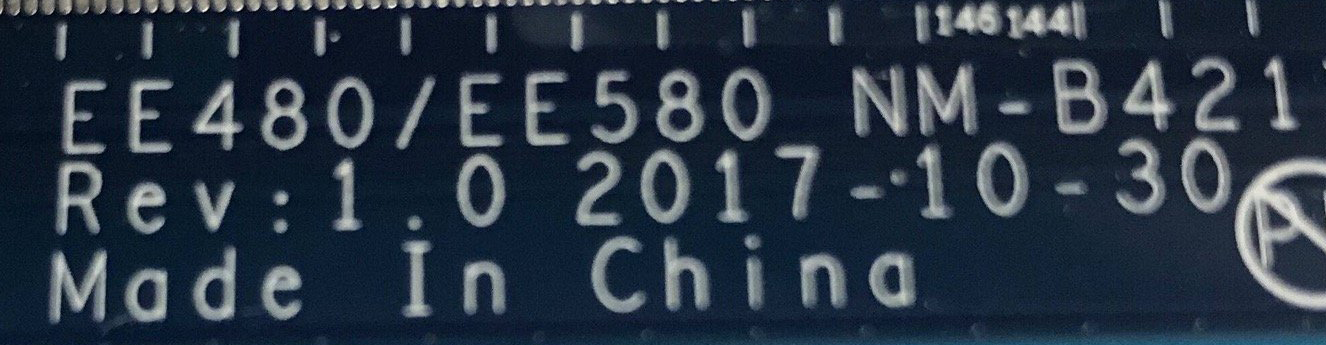 146 144
EE480/EE580 NM-B421
Rev:1.0 2017-10-30
Made In China